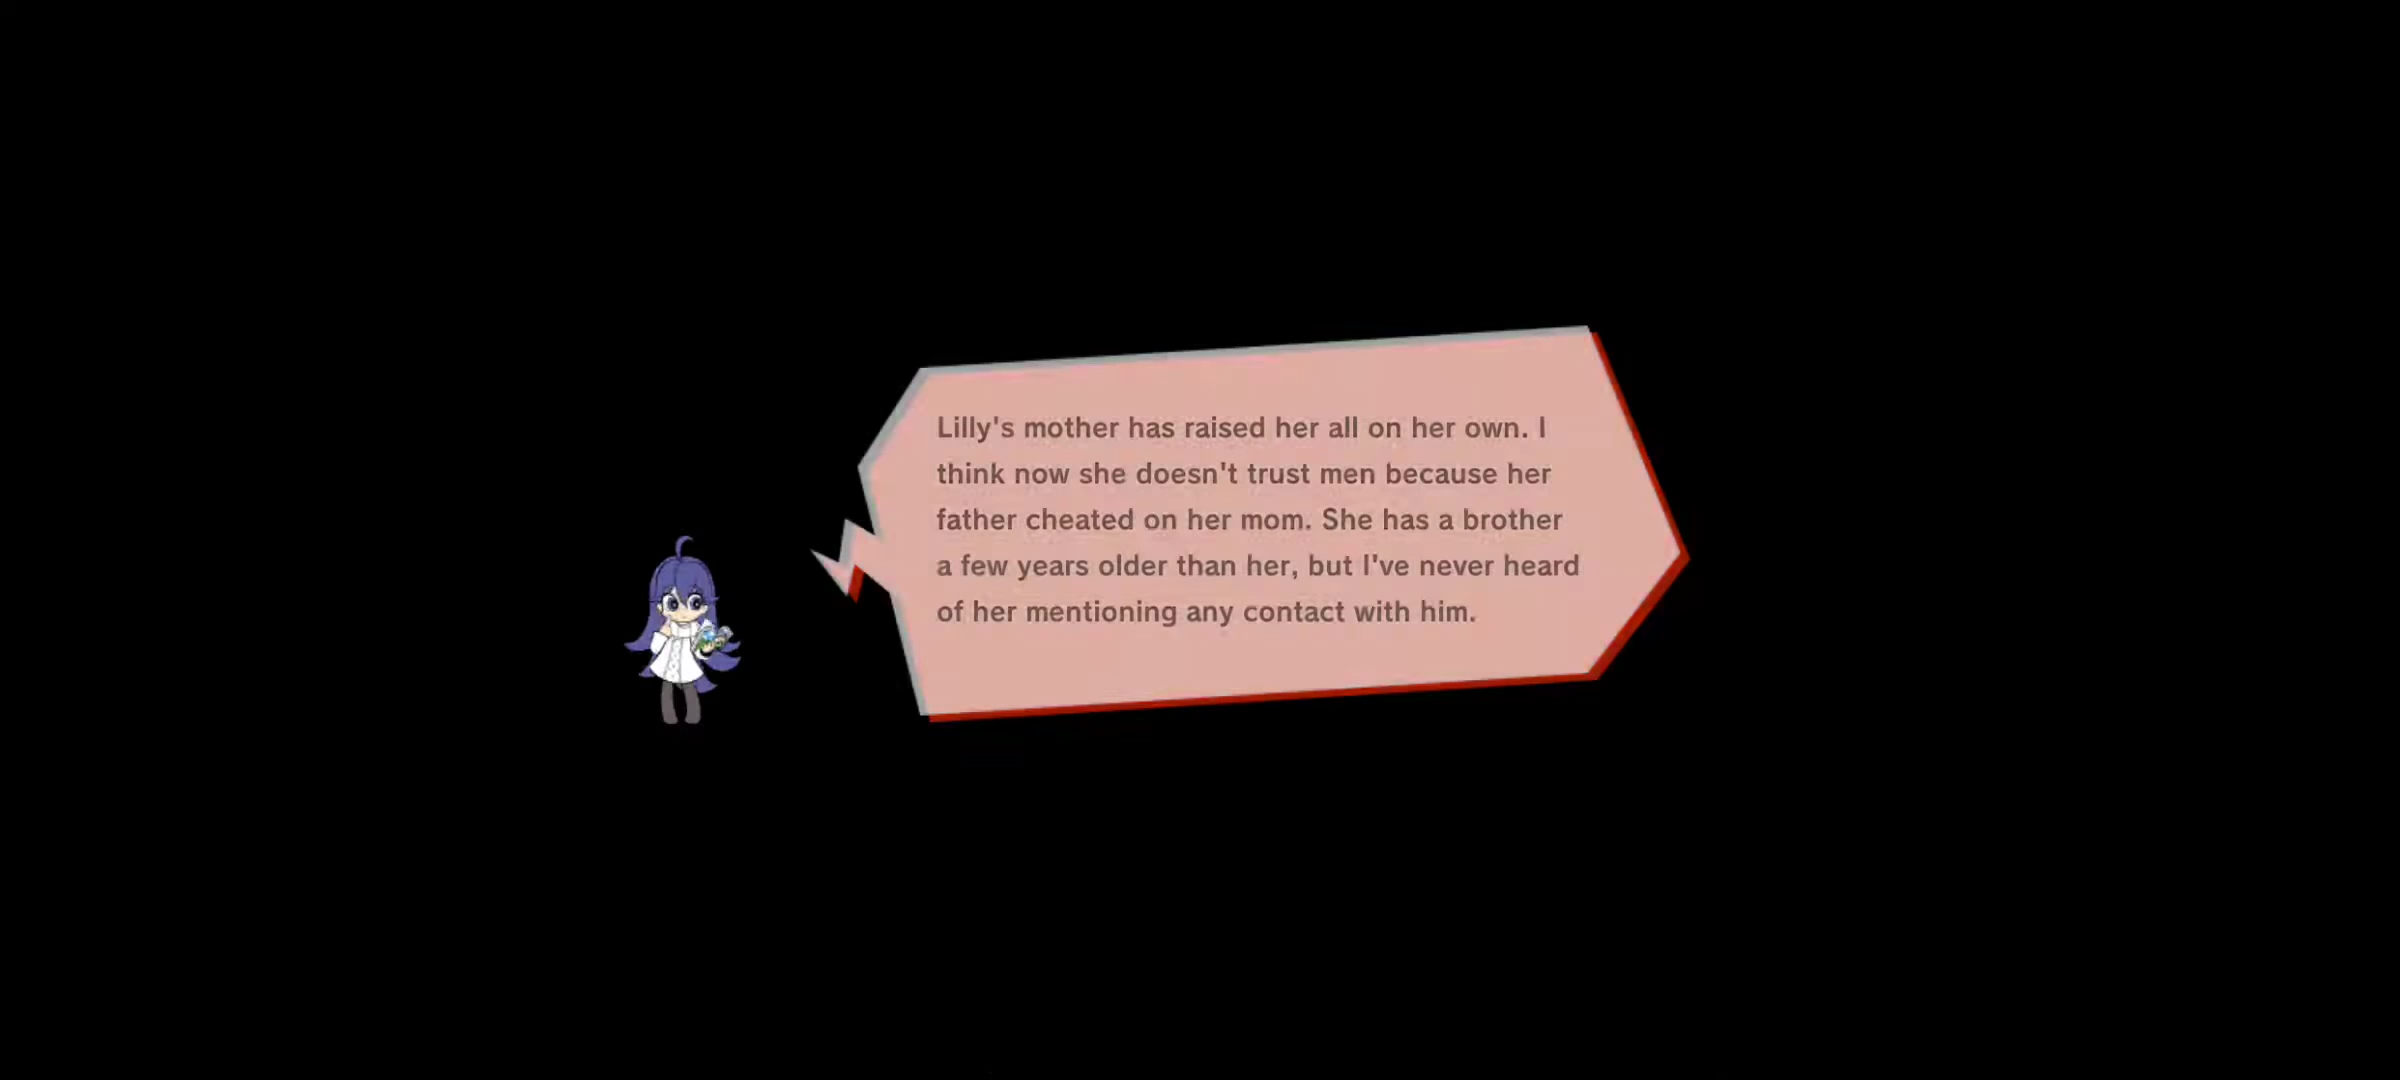 Lilly's mother has raised her all on her own. I
think now she doesn't trust men because her
father cheated on her mom. She has a brother
a few years older than her, but I've never heard
of her mentioning any contact with him.